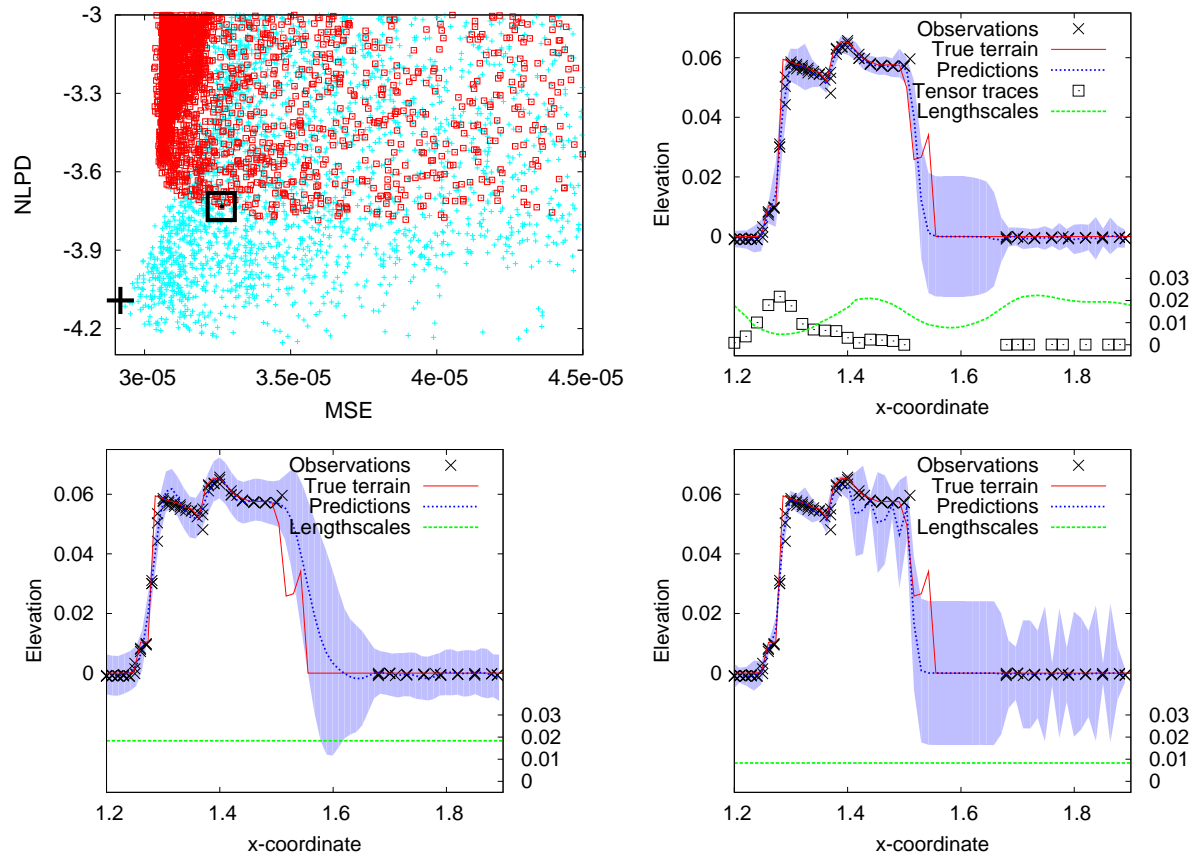 -3
-3.3
-3.6
-3.9
-4.2
NLPD
3e-05
3.5e-05
4e-05
4.5e-05
MSE
Observations
True terrain
Predictions
Tensor traces
Lengthscales
0.06
0.04
0.02
0
Elevation
0.03
0.02
0.01
0
1.2
1.4
1.6
1.8
x-coordinate
Observations
True terrain
Predictions
Lengthscales
0.06
0.04
0.02
0
Elevation
0.03
0.02
0.01
0
1.2
1.4
1.6
1.8
x-coordinate
Observations
True terrain
Predictions
Lengthscales
0.06
0.04
0.02
0
Elevation
0.03
0.02
0.01
0
1.2
1.4
1.6
1.8
x-coordinate